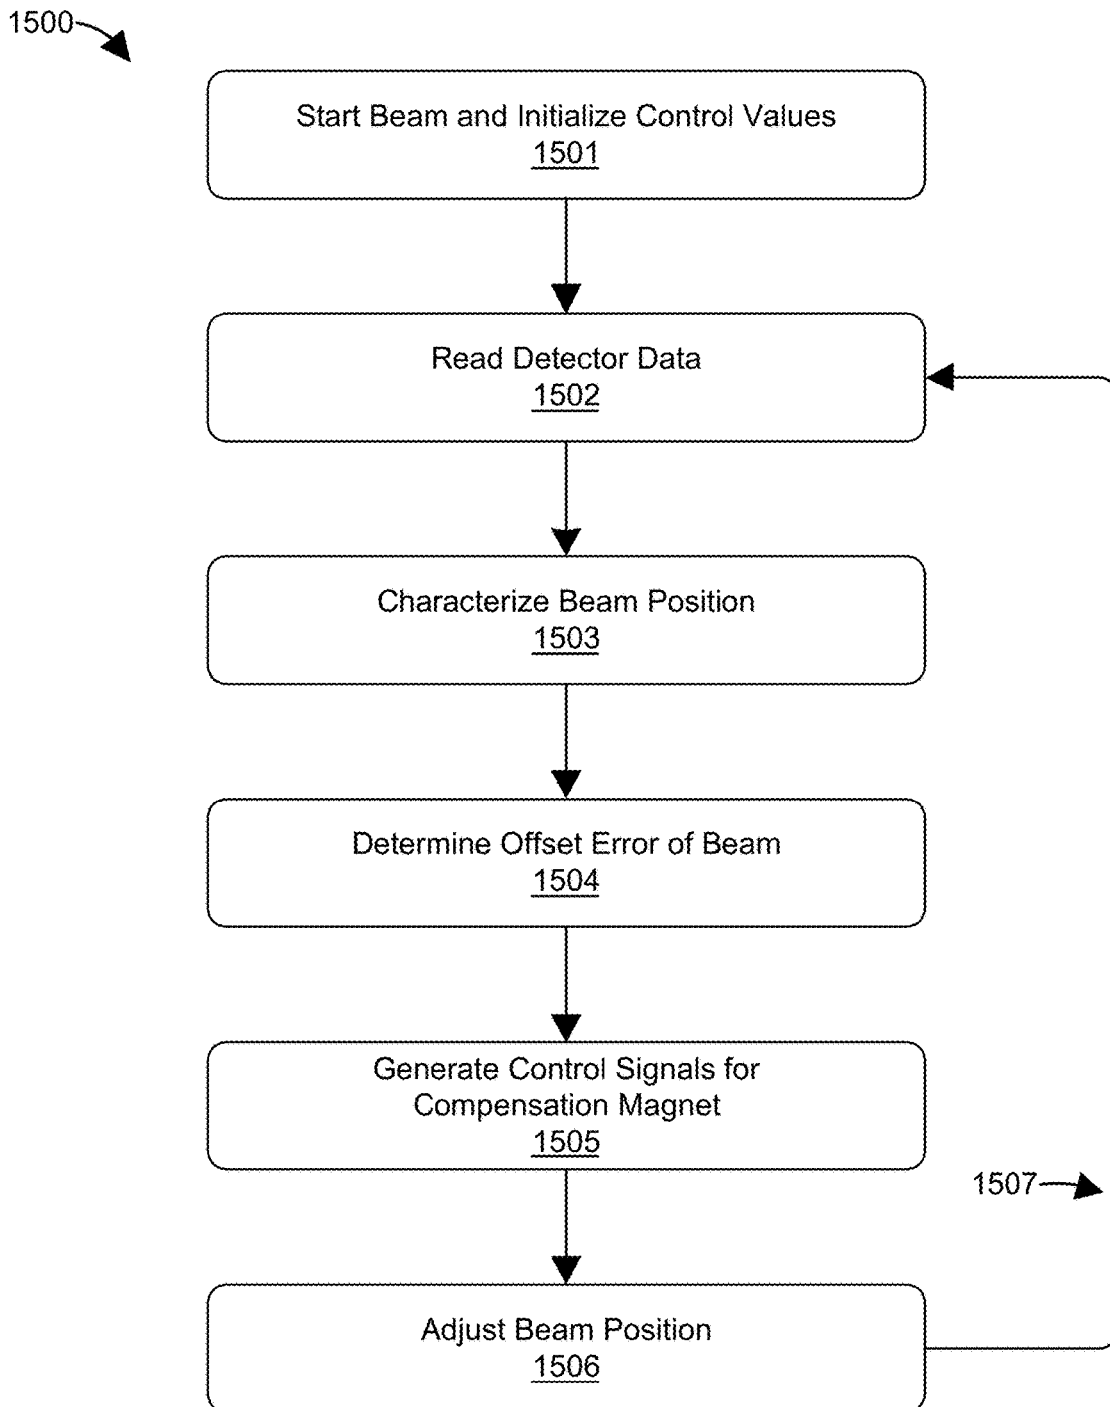 1500
Start Beam and Initialize Control Values
1501
Read Detector Data
1502
Characterize Beam Position
1503
Determine Offset Error of Beam
1504
Generate Control Signals for
Compensation Magnet
1505
1507
Adjust Beam Position
1506